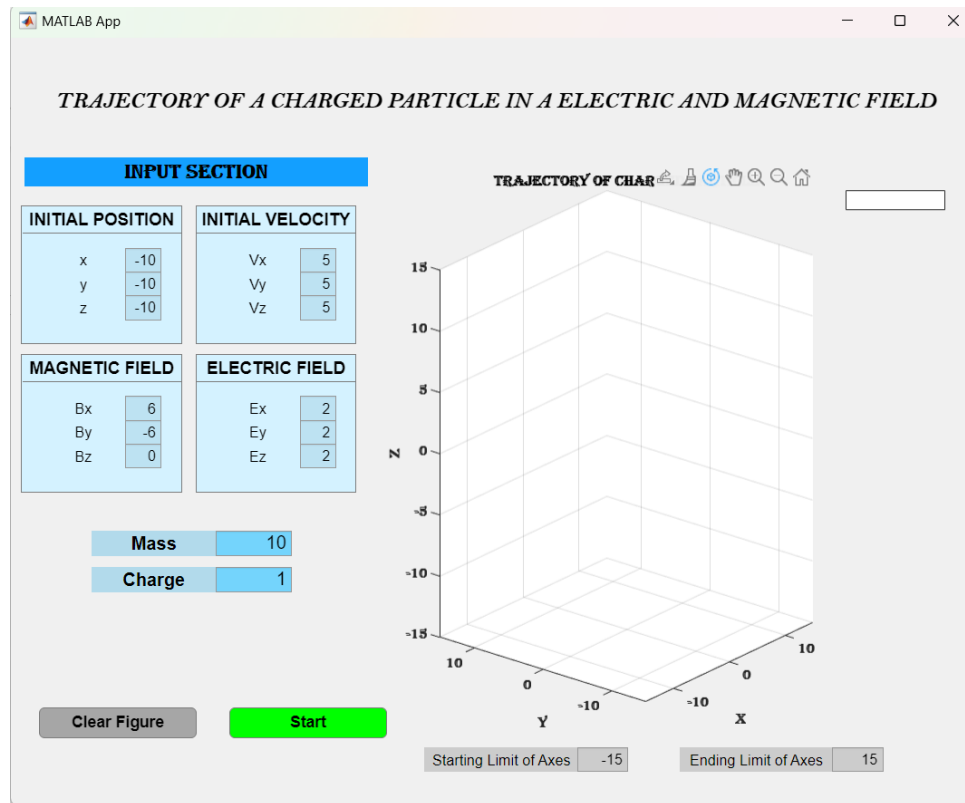 MATLAB App
TRAJECTORY OF A CHARGED PARTICLE IN A ELECTRIC AND MAGNETIC FIELD
INPUT SECTION
INITIAL POSITION
x -10
y -10
z -10
INITIAL VELOCITY
Vx 5
Vy 5
Vz 5
MAGNETIC FIELD
Bx 6
By -6
Bz 0
ELECTRIC FIELD
Ex 2
Ey 2
Ez 2
Mass 10
Charge 1
Clear Figure
Start
TRAJECTORY OF CHAR
15
10
5
0
-5
-10
-15
Z
10
0
-10
Y
-10
0
10
X
Starting Limit of Axes -15
Ending Limit of Axes 15